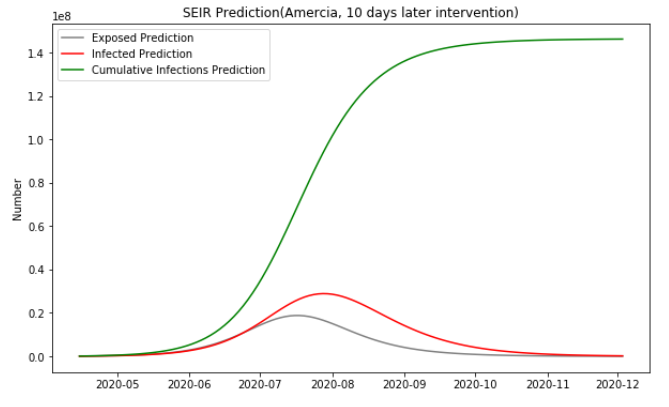 SEIR Prediction(Amercia, 10 days later intervention)
1e8
Exposed Prediction
Infected Prediction
Cumulative Infections Prediction
1.4
1.2
1.0
0.8
0.6
0.4
0.2
0.0
Number
2020-05 2020-06 2020-07 2020-08 2020-09 2020-10 2020-11 2020-12